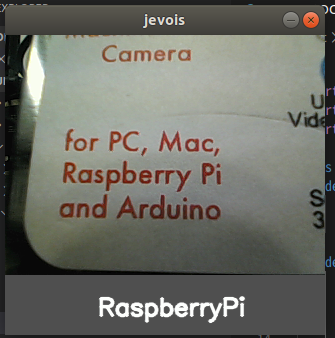 jevois
Camera
for PC, Mac,
Raspberry Pi
and Arduino
RaspberryPi